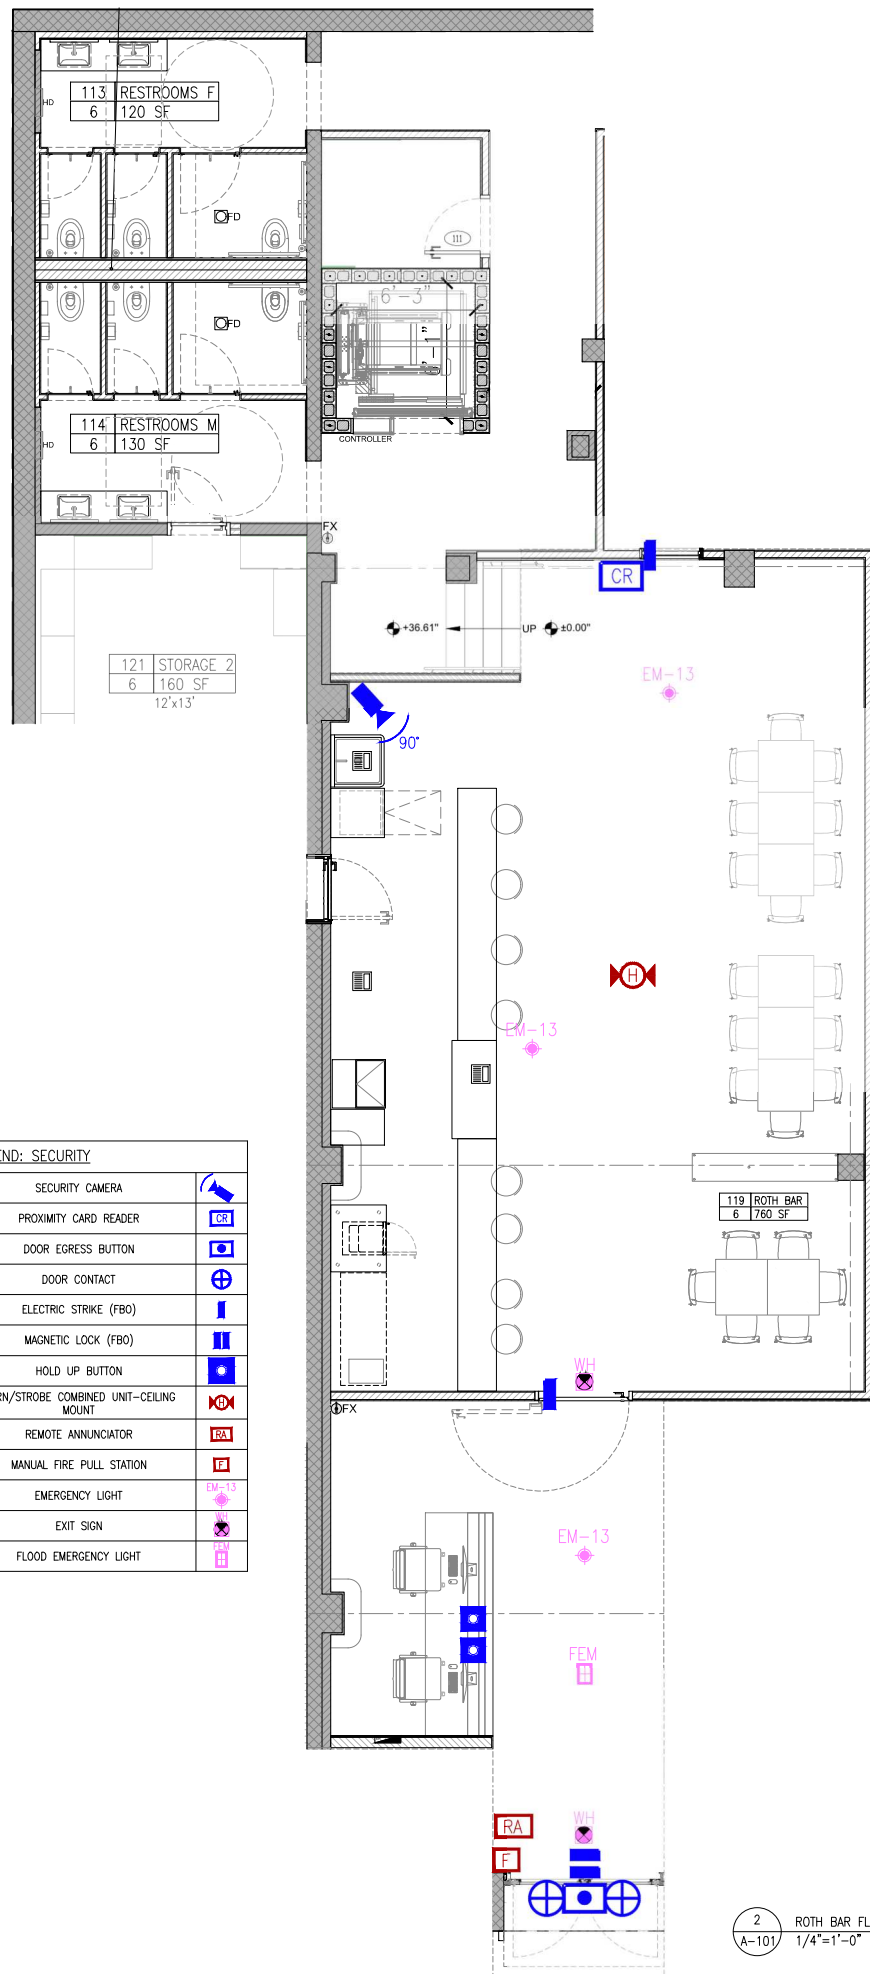 113 RESTROOMS F
6 120 SF
HD
FD
111
6'-3"
FD
CONTROLLER
114 RESTROOMS M
6 130 SF
HD
FX
CR
+36.61" UP ±0.00"
121 STORAGE 2
6 160 SF
12'x13'
EM-13
90°
H
EM-13
119 ROTH BAR
6 760 SF
WH
FX
END: SECURITY
SECURITY CAMERA
PROXIMITY CARD READER CR
DOOR EGRESS BUTTON
DOOR CONTACT
ELECTRIC STRIKE (FBO)
MAGNETIC LOCK (FBO)
HOLD UP BUTTON
RN/STROBE COMBINED UNIT-CEILING
MOUNT H
REMOTE ANNUNCIATOR RA
MANUAL FIRE PULL STATION F
EMERGENCY LIGHT EM-13
EXIT SIGN WH
FLOOD EMERGENCY LIGHT FEM
EM-13
FEM
WH
RA
F
2 ROTH BAR FL
A-101 1/4"=1'-0"